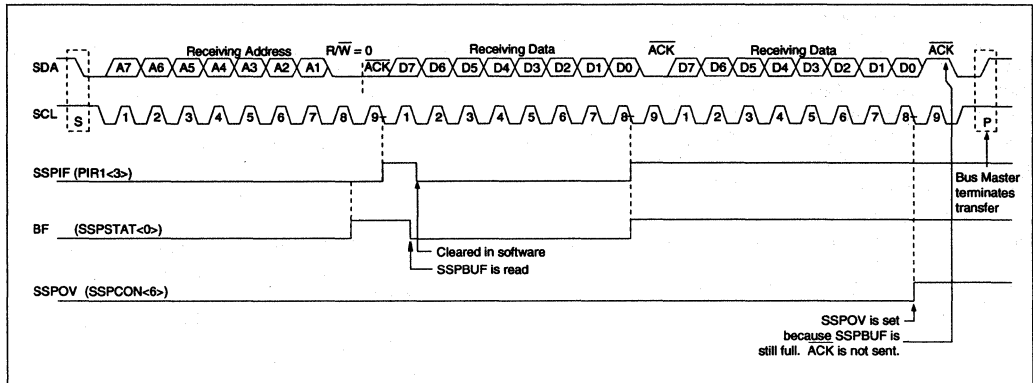 Receiving Address R/W̅ = 0 Receiving Data A̅C̅K̅ Receiving Data A̅C̅K̅
SDA A7 A6 A5 A4 A3 A2 A1 A̅C̅K̅ D7 D6 D5 D4 D3 D2 D1 D0 D7 D6 D5 D4 D3 D2 D1 D0
SCL S 1 2 3 4 5 6 7 8 9 1 2 3 4 5 6 7 8 9 1 2 3 4 5 6 7 8 9 P
SSPIF (PIR1<3>)
Bus Master
terminates
transfer
BF (SSPSTAT<0>)
Cleared in software
SSPBUF is read
SSPOV (SSPCON<6>)
SSPOV is set
because SSPBUF is
still full. A̅C̅K̅ is not sent.